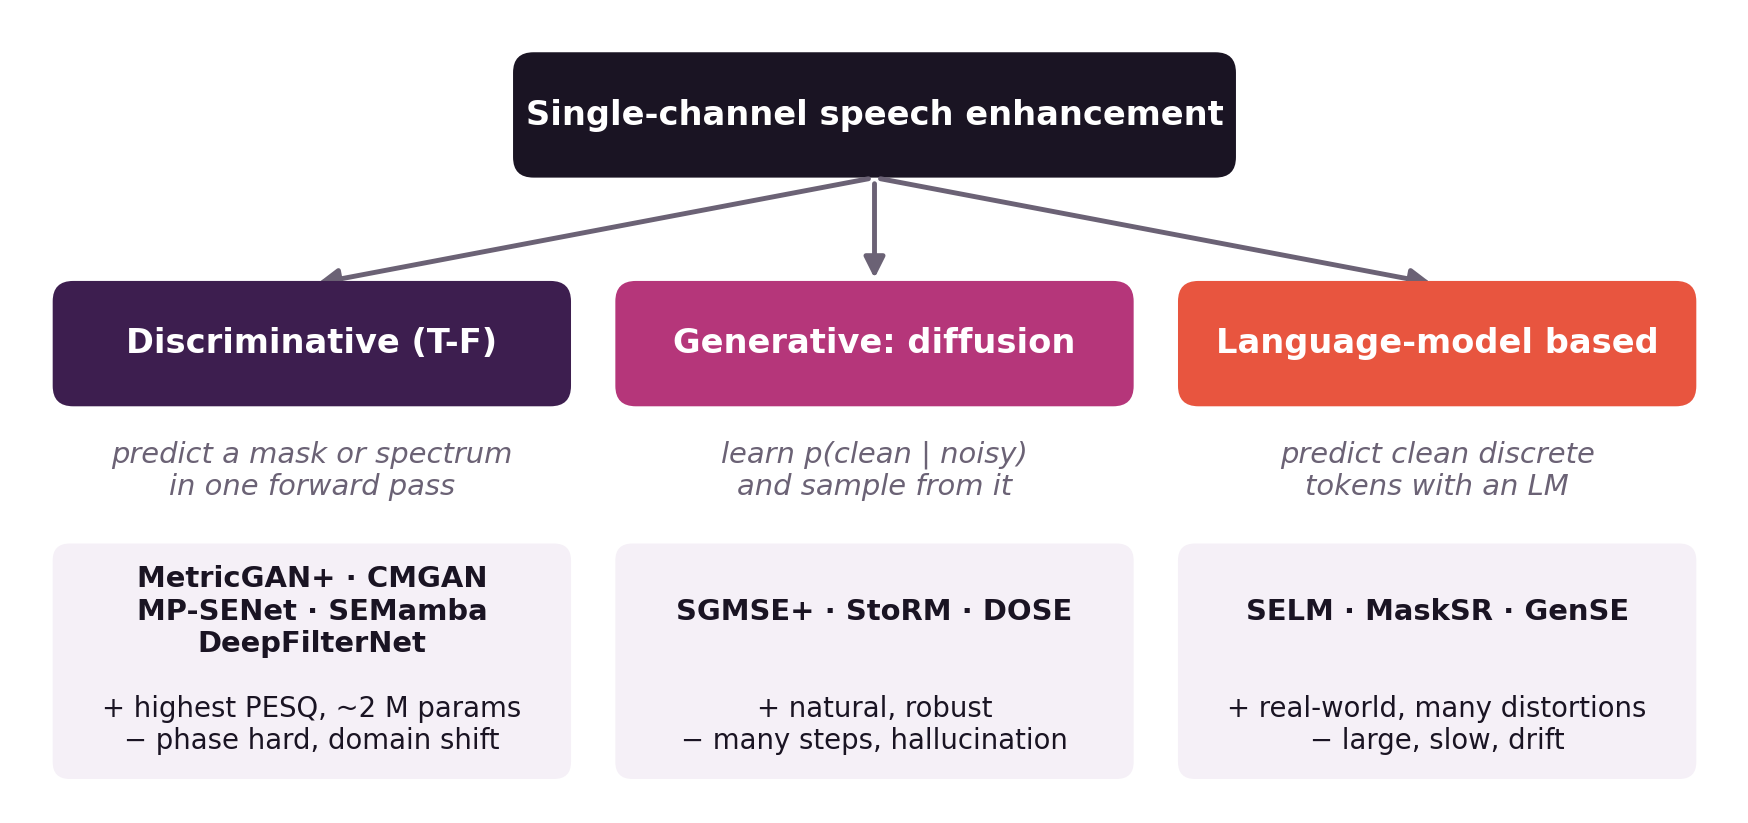 Single-channel speech enhancement
Discriminative (T-F)
predict a mask or spectrum
in one forward pass
MetricGAN+ · CMGAN
MP-SENet · SEMamba
DeepFilterNet
+ highest PESQ, ~2 M params
− phase hard, domain shift
Generative: diffusion
learn p(clean | noisy)
and sample from it
SGMSE+ · StoRM · DOSE
+ natural, robust
− many steps, hallucination
Language-model based
predict clean discrete
tokens with an LM
SELM · MaskSR · GenSE
+ real-world, many distortions
− large, slow, drift